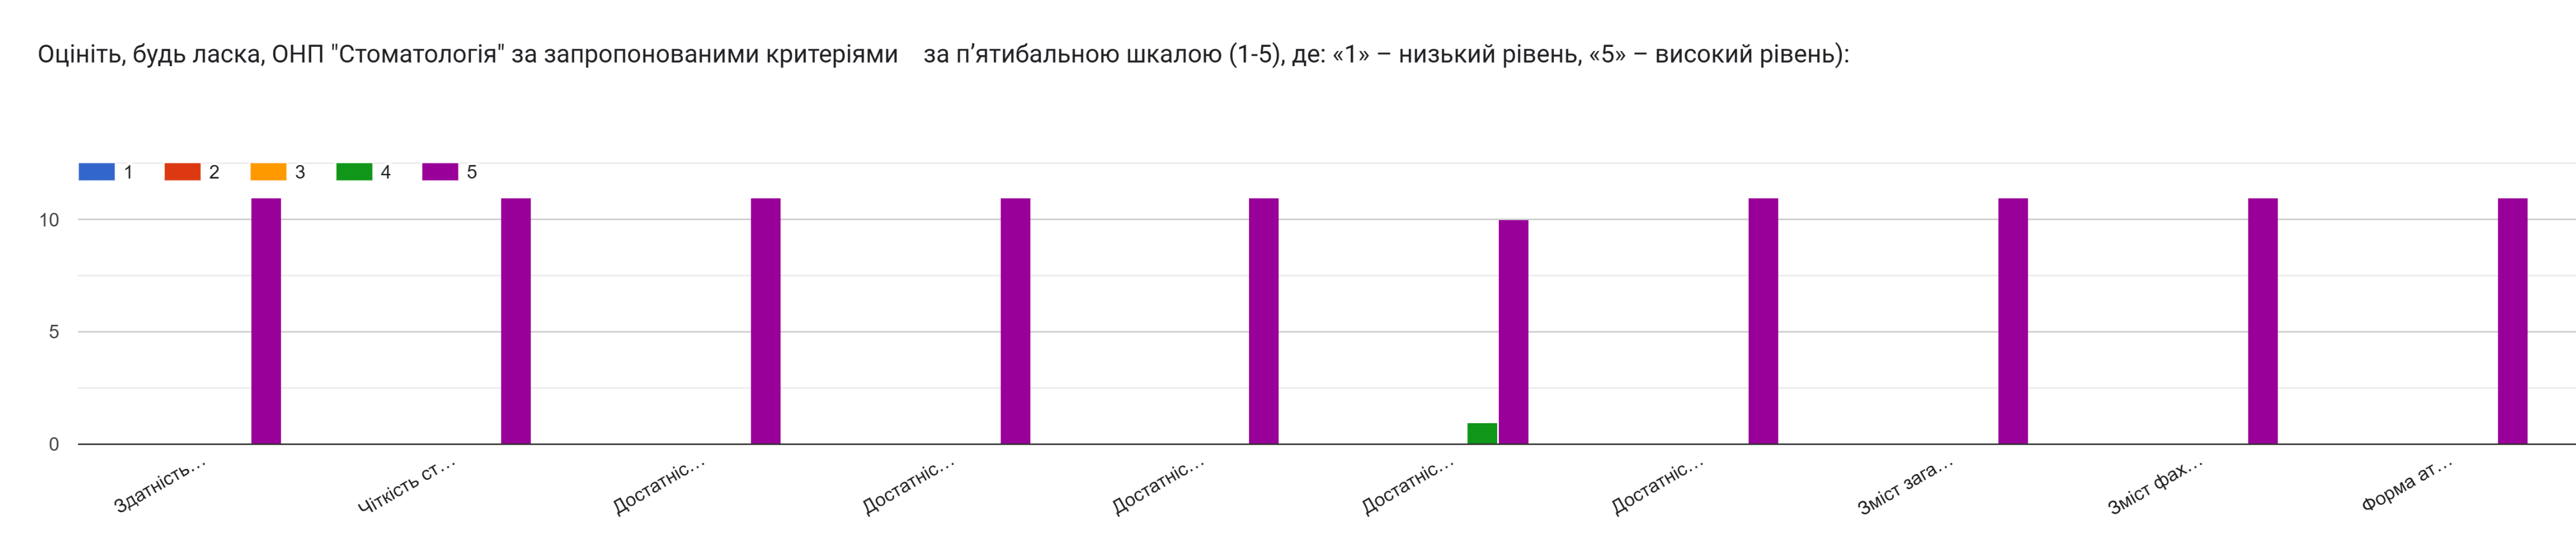 Оцініть, будь ласка, ОНП "Стоматологія" за запропонованими критеріями за п’ятибальною шкалою (1-5), де: «1» – низький рівень, «5» – високий рівень):
1 2 3 4 5
10
5
0
Здатність… Чіткість ст… Достатніс… Достатніс… Достатніс… Достатніс… Достатніс… Зміст зага… Зміст фах… Форма ат…